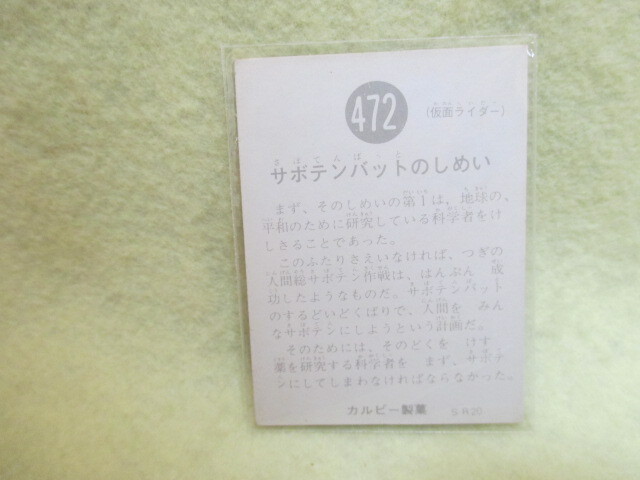 472
(仮面ライダー)
サボテンバットのしめい
まず、そのしめいの第1は、地球の、
平和のために研究している科学者をけ
しさることであった。
このふたりさえいなければ、つぎの
人間総サボテン作戦は、はんぶん 成
功したようなものだ。サボテンバット
のするどいどくばりで、人間を みん
なサボテンにしようという計画だ。
そのためには、そのどくを けす
薬を研究する科学者を まず、サボテ
ンにしてしまわなければならなかった。
カルビー製菓 S R20